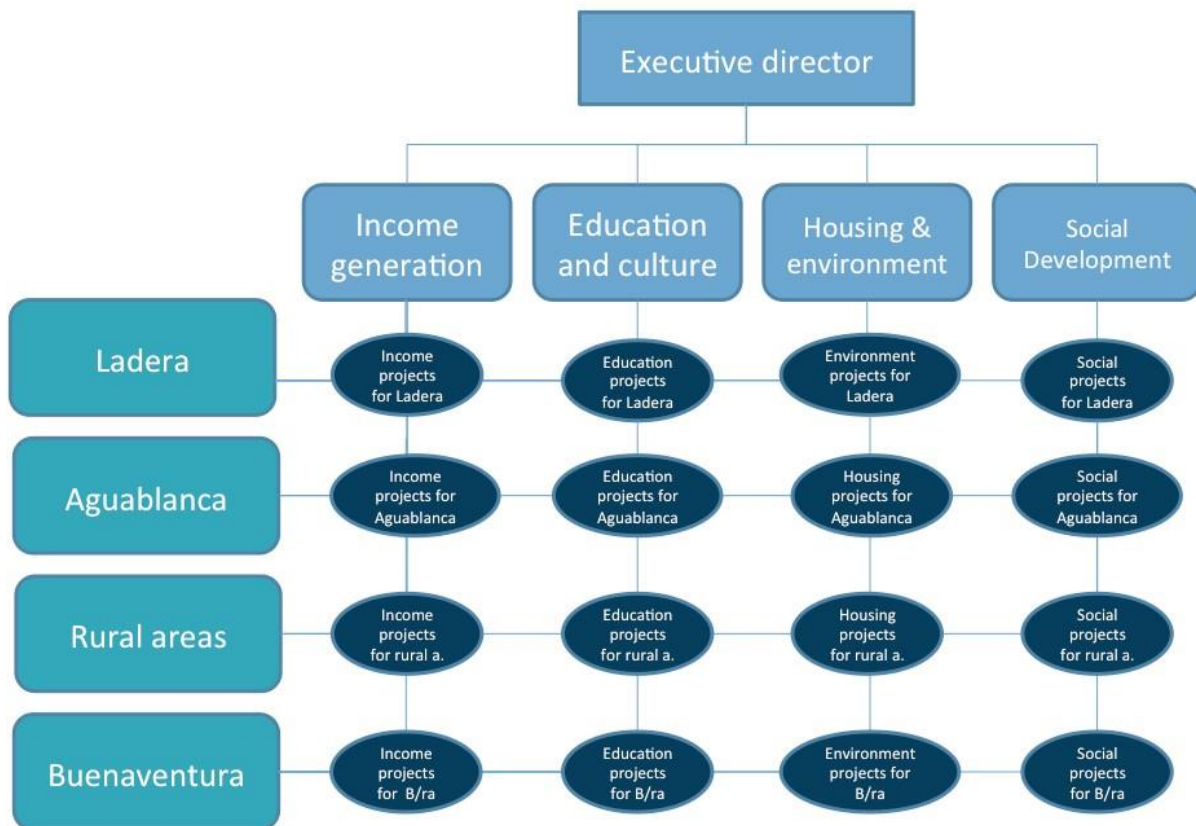 Executive director
Income
generation
Education
and culture
Housing &
environment
Social
Development
Ladera
Income
projects
for Ladera
Education
projects
for Ladera
Environment
projects for
Ladera
Social
projects
for Ladera
Aguablanca
Income
projects for
Aguablanca
Education
projects for
Aguablanca
Housing
projects for
Aguablanca
Social
projects for
Aguablanca
Rural areas
Income
projects
for rural a.
Education
projects
for rural a.
Housing
projects
for rural a.
Social
projects
for rural a.
Buenaventura
Income
projects
for B/ra
Education
projects
for B/ra
Environment
projects for
B/ra
Social
projects
for B/ra